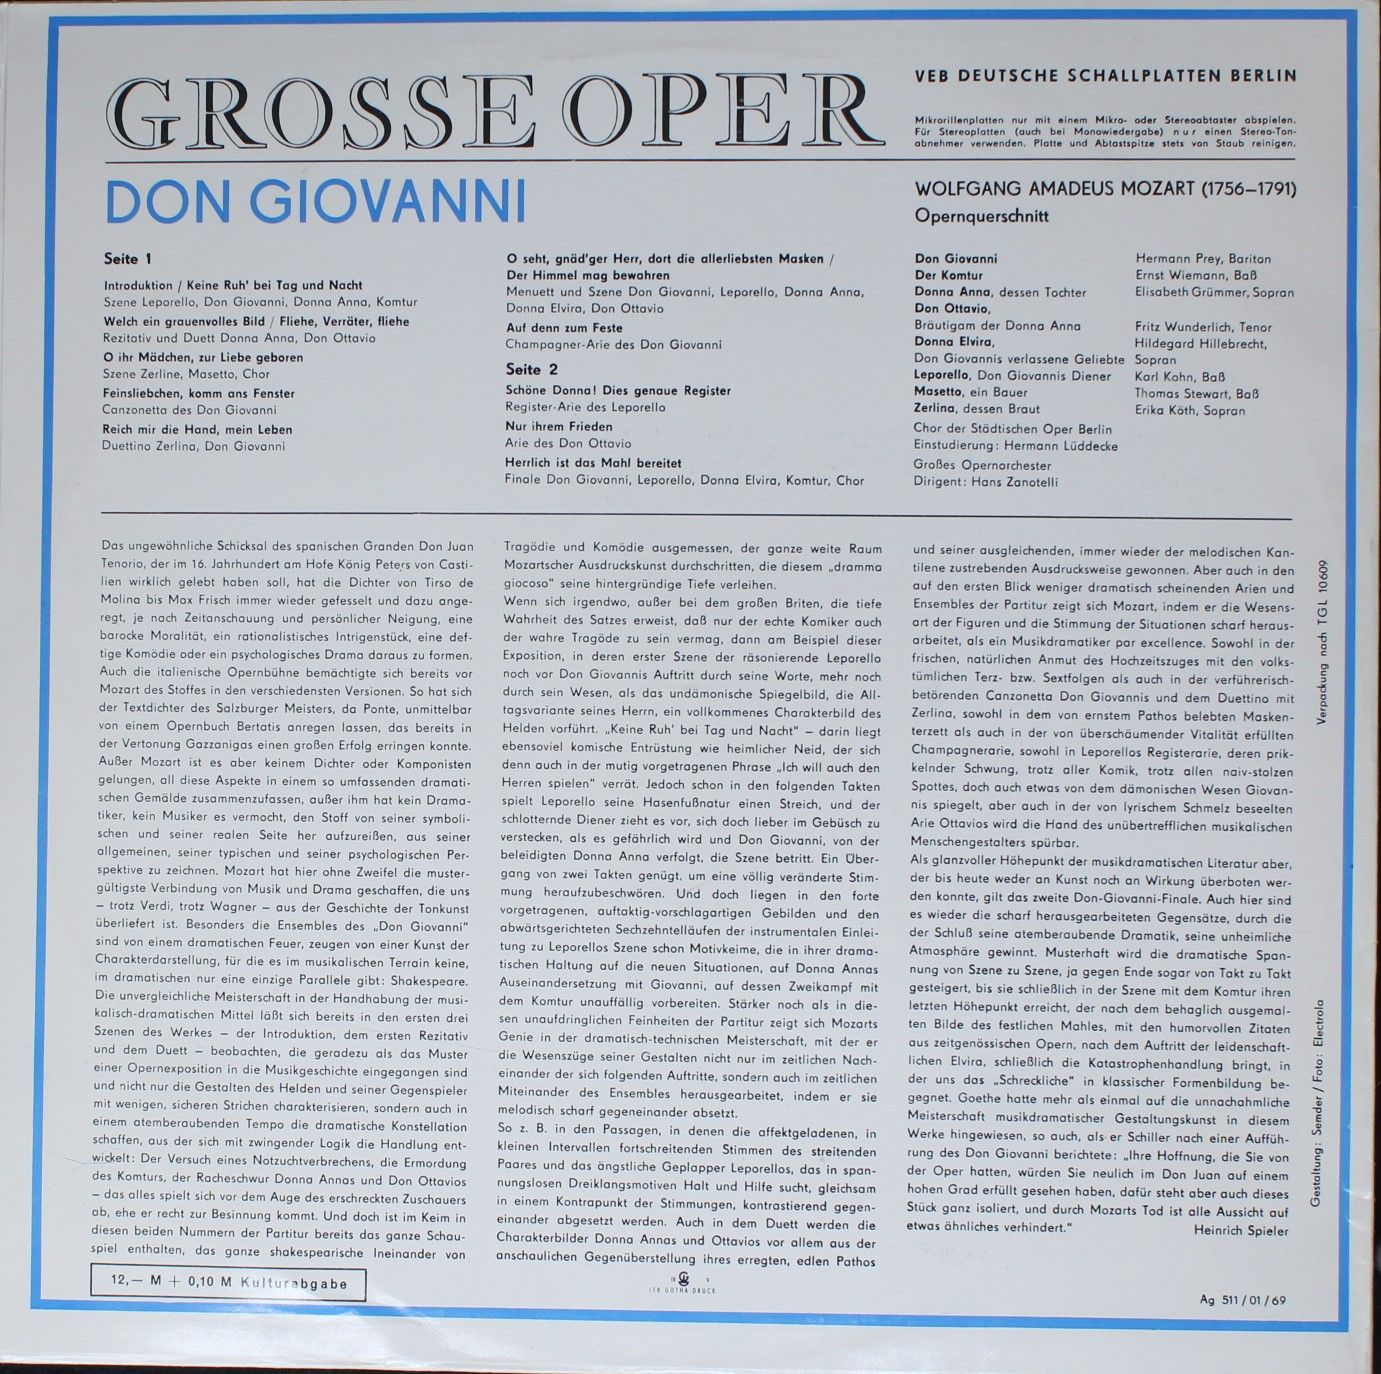 GROSSE OPER
VEB DEUTSCHE SCHALLPLATTEN BERLIN
Mikrorillenplatten nur mit einem Mikro- oder Stereoabtaster abspielen.
Für Stereoplatten (auch bei Monowiedergabe) nur einen Stereo-Ton-
abnehmer verwenden. Platte und Abtastspitze stets von Staub reinigen.
DON GIOVANNI
WOLFGANG AMADEUS MOZART (1756–1791)
Opernquerschnitt
Seite 1
Introduktion / Keine Ruh' bei Tag und Nacht
Szene Leporello, Don Giovanni, Donna Anna, Komtur
Welch ein grauenvolles Bild / Fliehe, Verräter, fliehe
Rezitativ und Duett Donna Anna, Don Ottavio
O ihr Mädchen, zur Liebe geboren
Szene Zerline, Masetto, Chor
Feinsliebchen, komm ans Fenster
Canzonetta des Don Giovanni
Reich mir die Hand, mein Leben
Duettino Zerlina, Don Giovanni
O seht, gnäd'ger Herr, dort die allerliebsten Masken /
Der Himmel mag bewahren
Menuett und Szene Don Giovanni, Leporello, Donna Anna,
Donna Elvira, Don Ottavio
Auf denn zum Feste
Champagner-Arie des Don Giovanni
Seite 2
Schöne Donna! Dies genaue Register
Register-Arie des Leporello
Nur ihrem Frieden
Arie des Don Ottavio
Herrlich ist das Mahl bereitet
Finale Don Giovanni, Leporello, Donna Elvira, Komtur, Chor
Don Giovanni Hermann Prey, Bariton
Der Komtur Ernst Wiemann, Baß
Donna Anna, dessen Tochter Elisabeth Grümmer, Sopran
Don Ottavio,
Bräutigam der Donna Anna Fritz Wunderlich, Tenor
Donna Elvira, Hildegard Hillebrecht,
Don Giovannis verlassene Geliebte Sopran
Leporello, Don Giovannis Diener Karl Kohn, Baß
Masetto, ein Bauer Thomas Stewart, Baß
Zerlina, dessen Braut Erika Köth, Sopran
Chor der Städtischen Oper Berlin
Einstudierung: Hermann Lüddecke
Großes Opernorchester
Dirigent: Hans Zanotelli
Das ungewöhnliche Schicksal des spanischen Granden Don Juan
Tenorio, der im 16. Jahrhundert am Hofe König Peters von Casti-
lien wirklich gelebt haben soll, hat die Dichter von Tirso de
Molina bis Max Frisch immer wieder gefesselt und dazu ange-
regt, je nach Zeitanschauung und persönlicher Neigung, eine
barocke Moralität, ein rationalistisches Intrigenstück, eine def-
tige Komödie oder ein psychologisches Drama daraus zu formen.
Auch die italienische Opernbühne bemächtigte sich bereits vor
Mozart des Stoffes in den verschiedensten Versionen. So hat sich
der Textdichter des Salzburger Meisters, da Ponte, unmittelbar
von einem Opernbuch Bertatis anregen lassen, das bereits in
der Vertonung Gazzanigas einen großen Erfolg erringen konnte.
Außer Mozart ist es aber keinem Dichter oder Komponisten
gelungen, all diese Aspekte in einem so umfassenden dramati-
schen Gemälde zusammenzufassen, außer ihm hat kein Drama-
tiker, kein Musiker es vermocht, den Stoff von seiner symboli-
schen und seiner realen Seite her aufzureißen, aus seiner
allgemeinen, seiner typischen und seiner psychologischen Per-
spektive zu zeichnen. Mozart hat hier ohne Zweifel die muster-
gültigste Verbindung von Musik und Drama geschaffen, die uns
– trotz Verdi, trotz Wagner – aus der Geschichte der Tonkunst
überliefert ist. Besonders die Ensembles des „Don Giovanni“
sind von einem dramatischen Feuer, zeugen von einer Kunst der
Charakterdarstellung, für die es im musikalischen Terrain keine,
im dramatischen nur eine einzige Parallele gibt: Shakespeare.
Die unvergleichliche Meisterschaft in der Handhabung der musi-
kalisch-dramatischen Mittel läßt sich bereits in den ersten drei
Szenen des Werkes – der Introduktion, dem ersten Rezitativ
und dem Duett – beobachten, die geradezu als das Muster
einer Opernexposition in die Musikgeschichte eingegangen sind
und nicht nur die Gestalten des Helden und seiner Gegenspieler
mit wenigen, sicheren Strichen charakterisieren, sondern auch in
einem atemberaubenden Tempo die dramatische Konstellation
schaffen, aus der sich mit zwingender Logik die Handlung ent-
wickelt: Der Versuch eines Notzuchtverbrechens, die Ermordung
des Komturs, der Racheschwur Donna Annas und Don Ottavios
– das alles spielt sich vor dem Auge des erschreckten Zuschauers
ab, ehe er recht zur Besinnung kommt. Und doch ist im Keim in
diesen beiden Nummern der Partitur bereits das ganze Schau-
spiel enthalten, das ganze shakespearische Ineinander von
Tragödie und Komödie ausgemessen, der ganze weite Raum
Mozartscher Ausdruckskunst durchschritten, die diesem „dramma
giocoso“ seine hintergründige Tiefe verleihen.
Wenn sich irgendwo, außer bei dem großen Briten, die tiefe
Wahrheit des Satzes erweist, daß nur der echte Komiker auch
der wahre Tragöde zu sein vermag, dann am Beispiel dieser
Exposition, in deren erster Szene der räsonierende Leporello
noch vor Don Giovannis Auftritt durch seine Worte, mehr noch
durch sein Wesen, als das undämonische Spiegelbild, die All-
tagsvariante seines Herrn, ein vollkommenes Charakterbild des
Helden vorführt. „Keine Ruh' bei Tag und Nacht“ – darin liegt
ebensoviel komische Entrüstung wie heimlicher Neid, der sich
denn auch in der mutig vorgetragenen Phrase „Ich will auch den
Herren spielen“ verrät. Jedoch schon in den folgenden Takten
spielt Leporello seine Hasenfußnatur einen Streich, und der
schlotternde Diener zieht es vor, sich doch lieber im Gebüsch zu
verstecken, als es gefährlich wird und Don Giovanni, von der
beleidigten Donna Anna verfolgt, die Szene betritt. Ein Über-
gang von zwei Takten genügt, um eine völlig veränderte Stim-
mung heraufzubeschwören. Und doch liegen in den forte
vorgetragenen, auftaktig-vorschlagartigen Gebilden und den
abwärtsgerichteten Sechzehntelläufen der instrumentalen Einlei-
tung zu Leporellos Szene schon Motivkeime, die in ihrer drama-
tischen Haltung auf die neuen Situationen, auf Donna Annas
Auseinandersetzung mit Giovanni, auf dessen Zweikampf mit
dem Komtur unauffällig vorbereiten. Stärker noch als in die-
sen unaufdringlichen Feinheiten der Partitur zeigt sich Mozarts
Genie in der dramatisch-technischen Meisterschaft, mit der er
die Wesenszüge seiner Gestalten nicht nur im zeitlichen Nach-
einander der sich folgenden Auftritte, sondern auch im zeitlichen
Miteinander des Ensembles herausgearbeitet, indem er sie
melodisch scharf gegeneinander absetzt.
So z. B. in den Passagen, in denen die affektgeladenen, in
kleinen Intervallen fortschreitenden Stimmen des streitenden
Paares und das ängstliche Geplapper Leporellos, das in span-
nungslosen Dreiklangsmotiven Halt und Hilfe sucht, gleichsam
in einem Kontrapunkt der Stimmungen, kontrastierend gegen-
einander abgesetzt werden. Auch in dem Duett werden die
Charakterbilder Donna Annas und Ottavios vor allem aus der
anschaulichen Gegenüberstellung ihres erregten, edlen Pathos
und seiner ausgleichenden, immer wieder der melodischen Kan-
tilene zustrebenden Ausdrucksweise gewonnen. Aber auch in den
auf den ersten Blick weniger dramatisch scheinenden Arien und
Ensembles der Partitur zeigt sich Mozart, indem er die Wesens-
art der Figuren und die Stimmung der Situationen scharf heraus-
arbeitet, als ein Musikdramatiker par excellence. Sowohl in der
frischen, natürlichen Anmut des Hochzeitszuges mit den volks-
tümlichen Terz- bzw. Sextfolgen als auch in der verführerisch-
betörenden Canzonetta Don Giovannis und dem Duettino mit
Zerlina, sowohl in dem von ernstem Pathos belebten Masken-
terzett als auch in der von überschäumender Vitalität erfüllten
Champagnerarie, sowohl in Leporellos Registerarie, deren prik-
kelnder Schwung, trotz aller Komik, trotz allen naiv-stolzen
Spottes, doch auch etwas von dem dämonischen Wesen Giovan-
nis spiegelt, aber auch in der von lyrischem Schmelz beseelten
Arie Ottavios wird die Hand des unübertrefflichen musikalischen
Menschengestalters spürbar.
Als glanzvoller Höhepunkt der musikdramatischen Literatur aber,
der bis heute weder an Kunst noch an Wirkung überboten wer-
den konnte, gilt das zweite Don-Giovanni-Finale. Auch hier sind
es wieder die scharf herausgearbeiteten Gegensätze, durch die
der Schluß seine atemberaubende Dramatik, seine unheimliche
Atmosphäre gewinnt. Musterhaft wird die dramatische Span-
nung von Szene zu Szene, ja gegen Ende sogar von Takt zu Takt
gesteigert, bis sie schließlich in der Szene mit dem Komtur ihren
letzten Höhepunkt erreicht, der nach dem behaglich ausgemal-
ten Bilde des festlichen Mahles, mit den humorvollen Zitaten
aus zeitgenössischen Opern, nach dem Auftritt der leidenschaft-
lichen Elvira, schließlich die Katastrophenhandlung bringt, in
der uns das „Schreckliche“ in klassischer Formenbildung be-
gegnet. Goethe hatte mehr als einmal auf die unnachahmliche
Meisterschaft musikdramatischer Gestaltungskunst in diesem
Werke hingewiesen, so auch, als er Schiller nach einer Auffüh-
rung des Don Giovanni berichtete: „Ihre Hoffnung, die Sie von
der Oper hatten, würden Sie neulich im Don Juan auf einem
hohen Grad erfüllt gesehen haben, dafür steht aber auch dieses
Stück ganz isoliert, und durch Mozarts Tod ist alle Aussicht auf
etwas ähnliches verhindert.“
Heinrich Spieler
Verpackung nach TGL 10609
Gestaltung: Semder / Foto: Electrola
12,— M + 0,10 M Kulturabgabe
VEB GOTHA-DRUCK
Ag 511/01/69